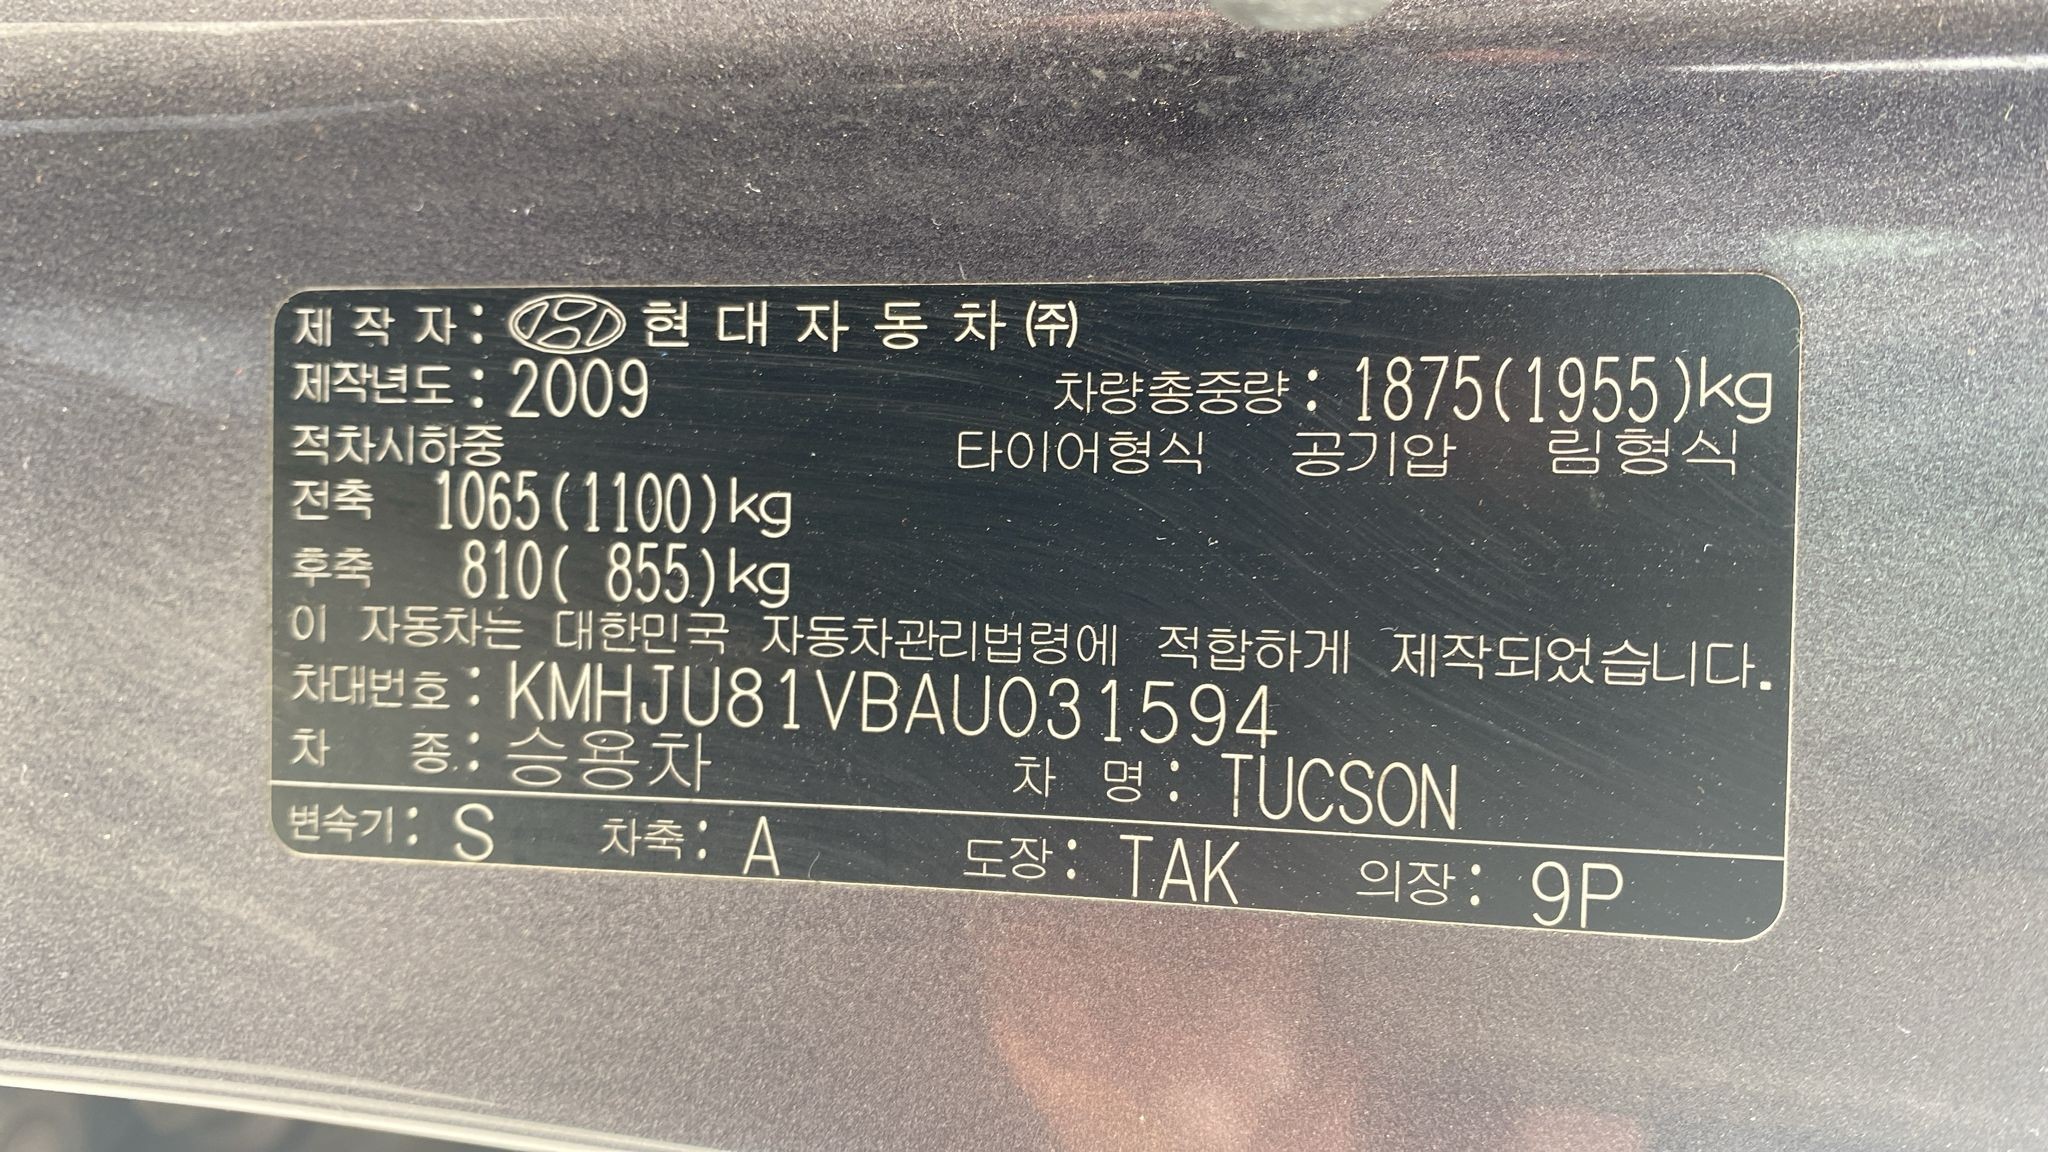 제 작 자 : 현 대 자 동 차 ㈜
제작년도 : 2009 차량총중량 : 1875(1955)kg
적차시하중 타이어형식 공기압 림형식
전축 1065(1100)kg
후축 810( 855)kg
이 자동차는 대한민국 자동차관리법령에 적합하게 제작되었습니다.
차대번호 : KMHJU81VBAU031594
차 종 : 승용차 차 명 : TUCSON
변속기 : S 차축 : A 도장 : TAK 의장 : 9P